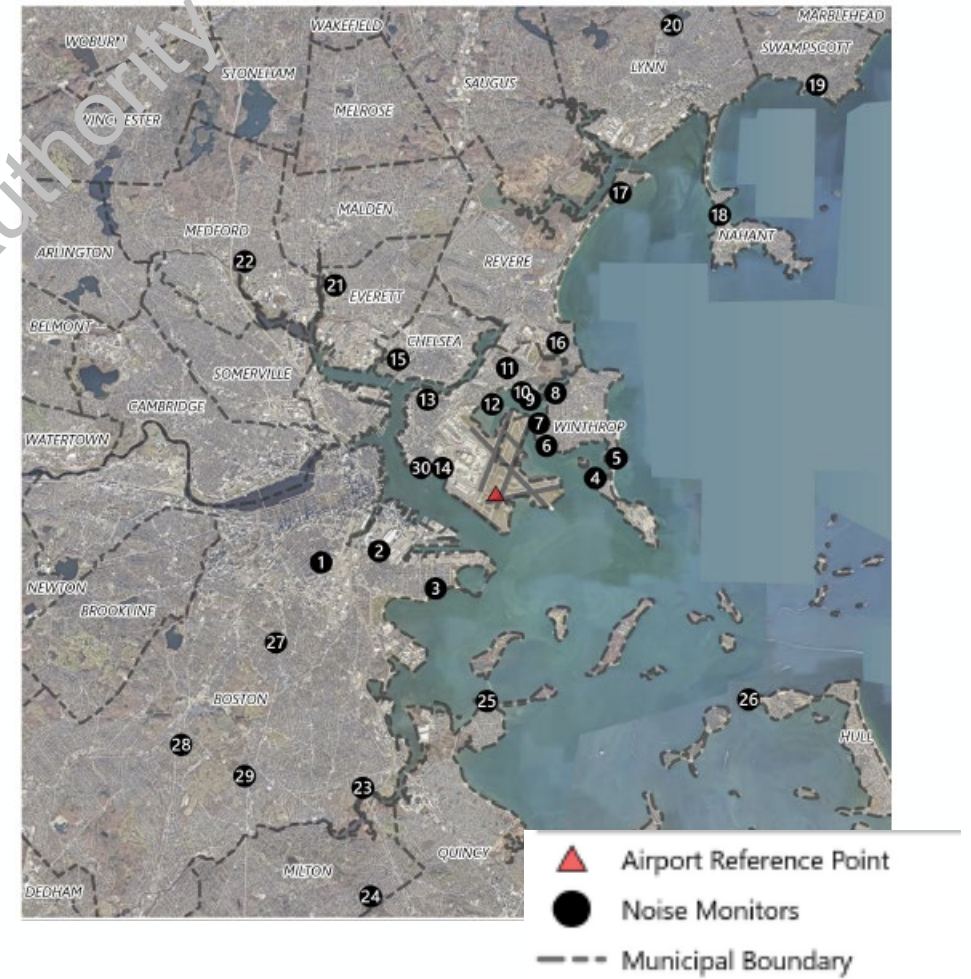 WAKEFIELD
MARBLEHEAD
20
WOBURN
SWAMPSCOTT
LYNN
STONEHAM
SAUGUS
19
MELROSE
WINCHESTER
Authority
17
MALDEN
18
MEDFORD
NAHANT
ARLINGTON
22
REVERE
21
EVERETT
BELMONT
CHELSEA
16
15
11
SOMERVILLE
10
8
9
13
12
CAMBRIDGE
7
WINTHROP
WATERTOWN
6
5
30
14
4
2
1
3
NEWTON
BROOKLINE
27
BOSTON
25
26
HULL
28
29
23
QUINCY
MILTON
DEDHAM
24
Airport Reference Point
Noise Monitors
Municipal Boundary